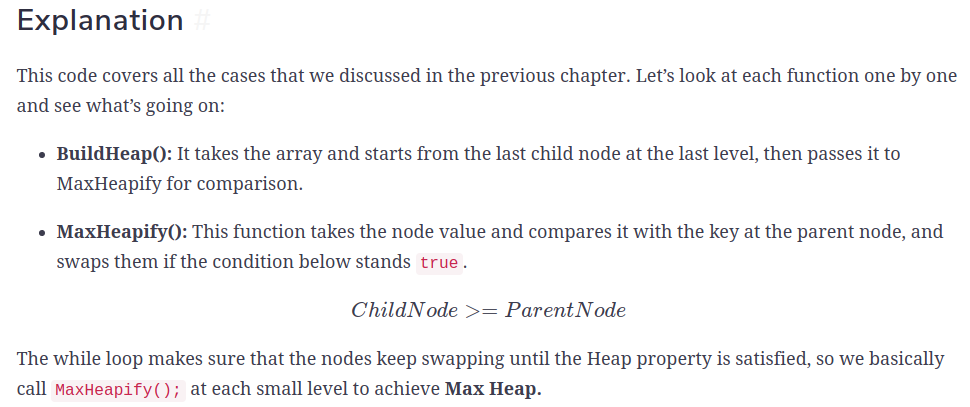 Explanation #
This code covers all the cases that we discussed in the previous chapter. Let’s look at each function one by one
and see what’s going on:
• BuildHeap(): It takes the array and starts from the last child node at the last level, then passes it to
MaxHeapify for comparison.
• MaxHeapify(): This function takes the node value and compares it with the key at the parent node, and
swaps them if the condition below stands true.
ChildNode >= ParentNode
The while loop makes sure that the nodes keep swapping until the Heap property is satisfied, so we basically
call MaxHeapify(); at each small level to achieve Max Heap.